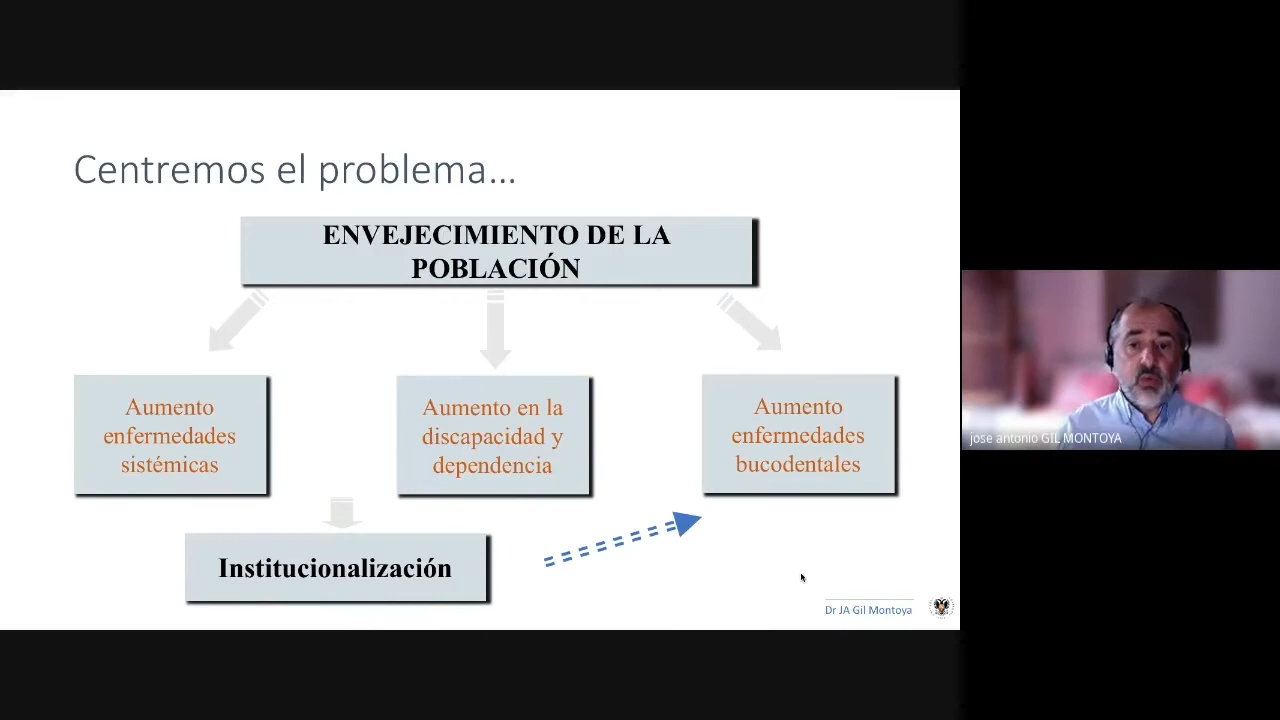 Centremos el problema...
ENVEJECIMIENTO DE LA
POBLACIÓN
Aumento
enfermedades
sistémicas
Aumento en la
discapacidad y
dependencia
Aumento
enfermedades
bucodentales
Institucionalización
Dr JA Gil Montoya
jose antonio GIL MONTOYA